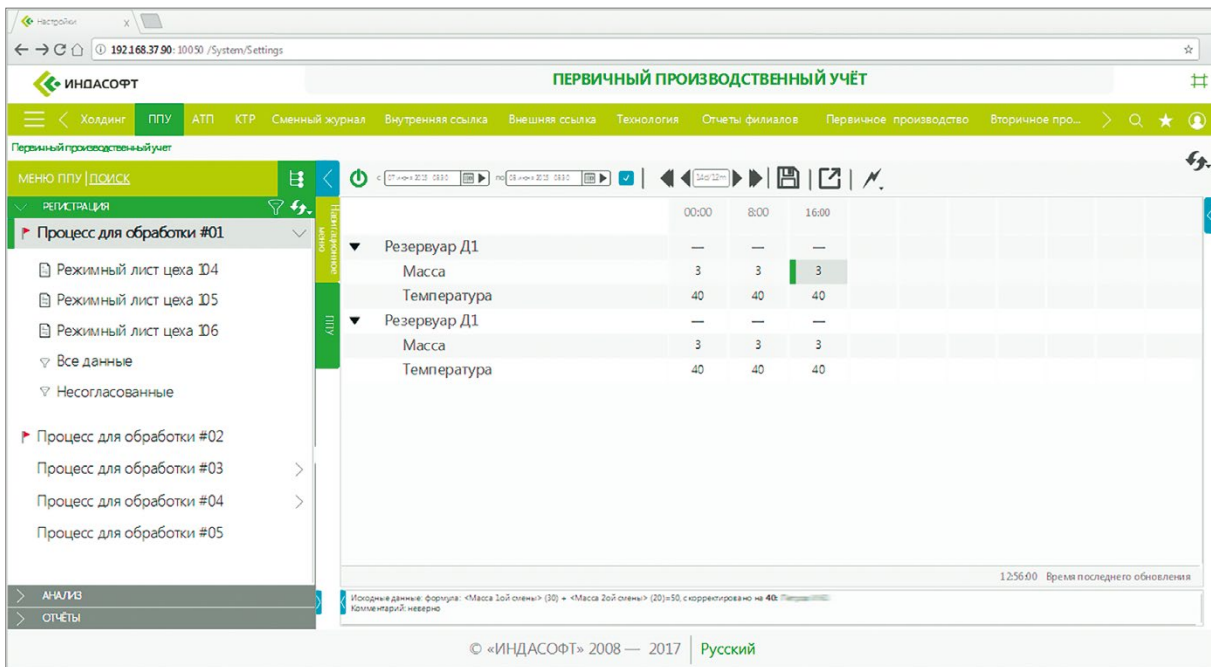 Настройки x
192.168.37.90:10050 /System/Settings
ИНДАСОФТ
ПЕРВИЧНЫЙ ПРОИЗВОДСТВЕННЫЙ УЧЁТ
Холдинг ППУ АТП КТР Сменный журнал Внутренняя ссылка Внешняя ссылка Технология Отчеты филиалов Первичное производство Вторичное про...
Первичный производственный учет
МЕНЮ ППУ | ПОИСК
РЕГИСТРАЦИЯ
Процесс для обработки #01
Режимный лист цеха 104
Режимный лист цеха 105
Режимный лист цеха 106
Все данные
Несогласованные
Процесс для обработки #02
Процесс для обработки #03
Процесс для обработки #04
Процесс для обработки #05
АНАЛИЗ
ОТЧЁТЫ
Навигационное меню
ППУ
с
по
00:00 8:00 16:00
Резервуар Д1 — — —
Масса 3 3 3
Температура 40 40 40
Резервуар Д1 — — —
Масса 3 3 3
Температура 40 40 40
12:56:00 Время последнего обновления
Исходные данные: формула: <Масса 1ой смены> (30) + <Масса 2ой смены> (20)=50, скорректировано на 40:
Комментарий: неверно
© «ИНДАСОФТ» 2008 — 2017 | Русский